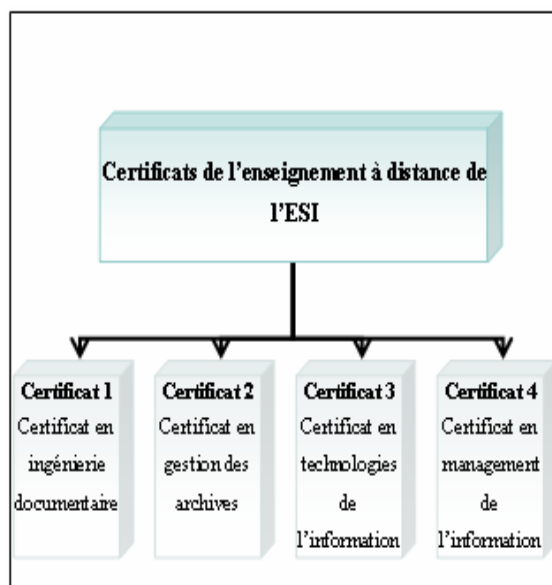 Certificats de l'enseignement à distance de
l'ESI
Certificat 1
Certificat en
ingénierie
documentaire
Certificat 2
Certificat en
gestion des
archives
Certificat 3
Certificat en
technologies
de
l'information
Certificat 4
Certificat en
management
de
l'information